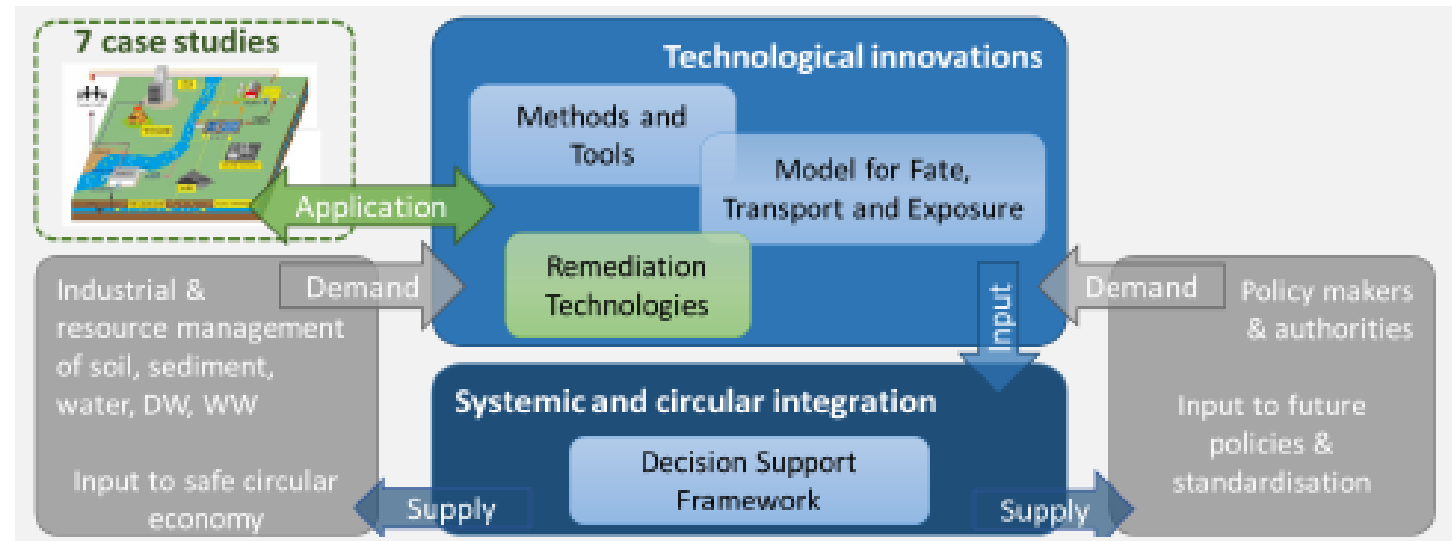 7 case studies
Technological innovations
Methods and
Tools
Model for Fate,
Transport and Exposure
Application
Remediation
Technologies
Demand
Industrial &
resource management
of soil, sediment,
water, DW, WW
Input to safe circular
economy
Input
Demand
Policy makers
& authorities
Input to future
policies &
standardisation
Systemic and circular integration
Decision Support
Framework
Supply
Supply